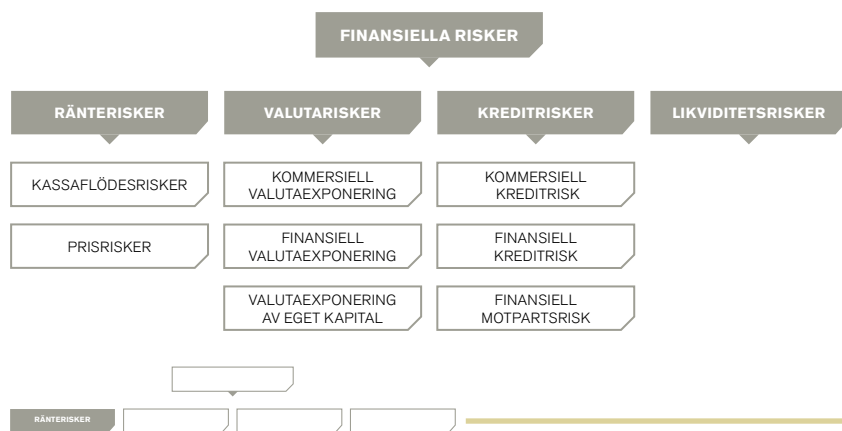 FINANSIELLA RISKER
RÄNTERISKER
VALUTARISKER
KREDITRISKER
LIKVIDITETSRISKER
KASSAFLÖDESRISKER
KOMMERSIELL
VALUTAEXPONERING
KOMMERSIELL
KREDITRISK
PRISRISKER
FINANSIELL
VALUTAEXPONERING
FINANSIELL
KREDITRISK
VALUTAEXPONERING
AV EGET KAPITAL
FINANSIELL
MOTPARTSRISK
RÄNTERISKER